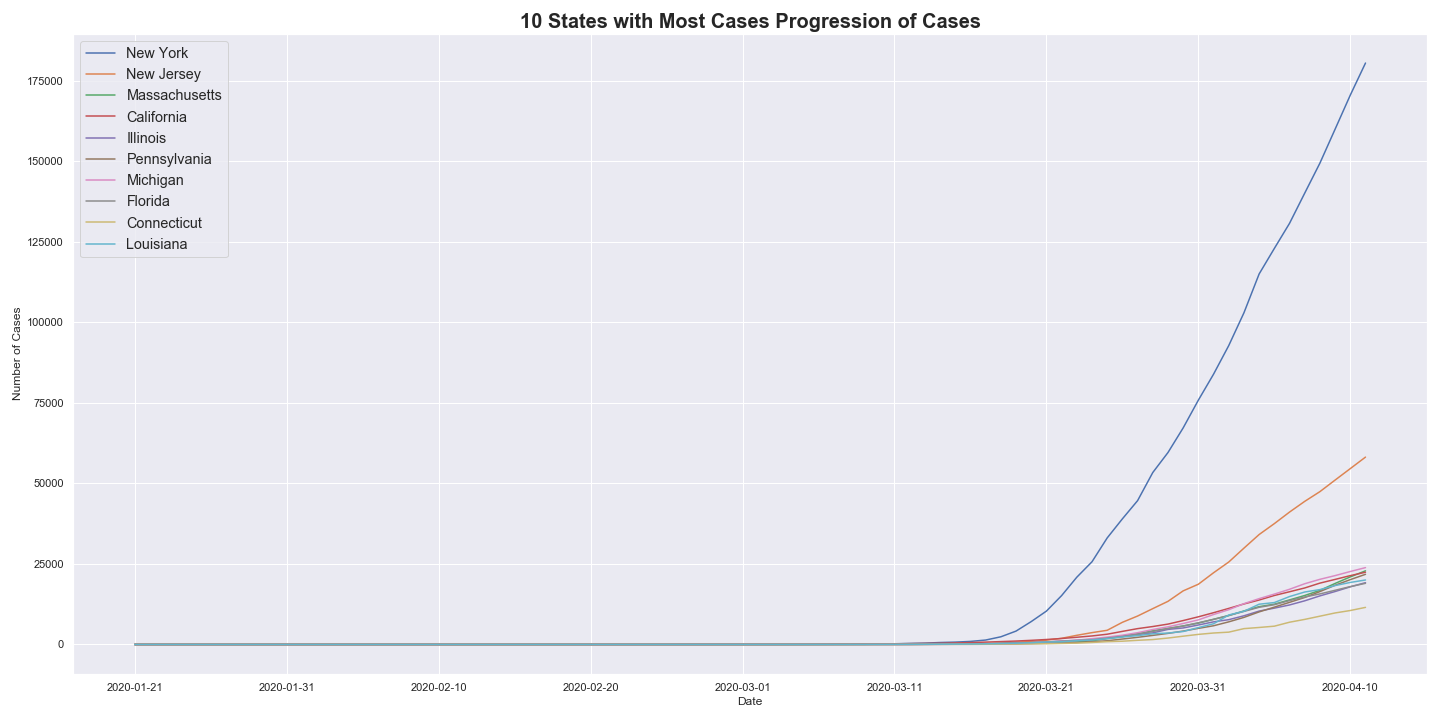 10 States with Most Cases Progression of Cases
New York
New Jersey
Massachusetts
California
Illinois
Pennsylvania
Michigan
Florida
Connecticut
Louisiana
175000
150000
125000
100000
75000
50000
25000
0
Number of Cases
2020-01-21 2020-01-31 2020-02-10 2020-02-20 2020-03-01 2020-03-11 2020-03-21 2020-03-31 2020-04-10
Date